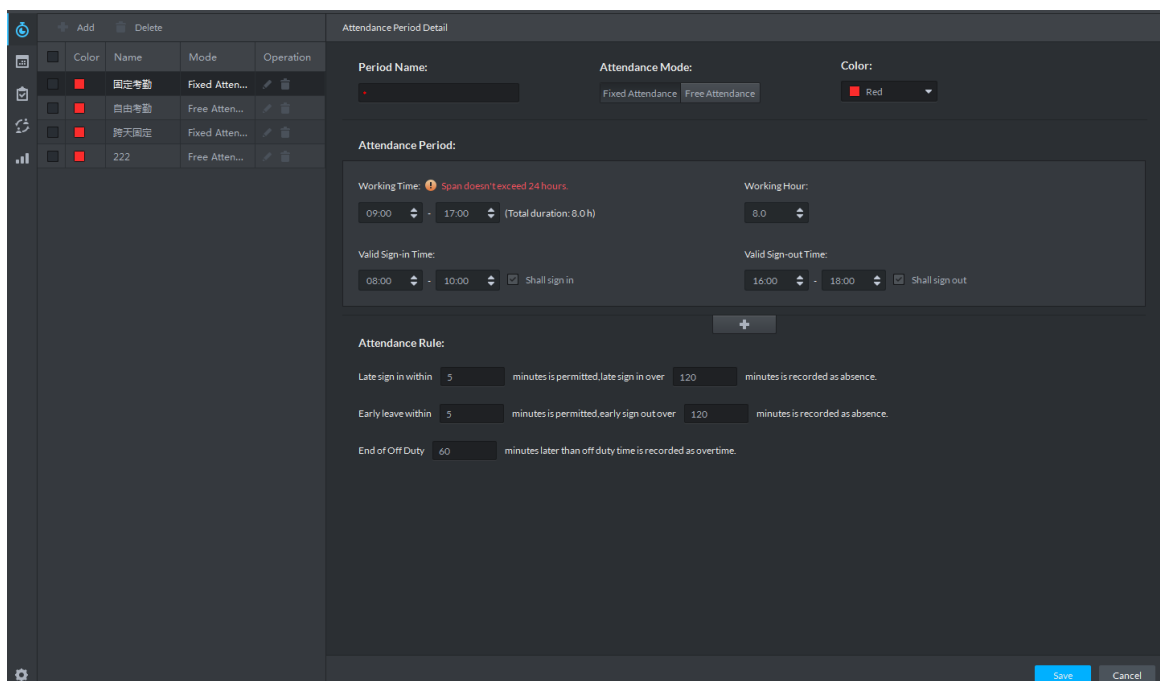 Add Delete
Color Name Mode Operation
固定考勤 Fixed Atten...
自由考勤 Free Atten...
跨天固定 Fixed Atten...
222 Free Atten...
Attendance Period Detail
Period Name: Attendance Mode: Color:
* Fixed Attendance Free Attendance Red
Attendance Period:
Working Time: Span doesn't exceed 24 hours. Working Hour:
09:00 - 17:00 (Total duration: 8.0 h) 8.0
Valid Sign-in Time: Valid Sign-out Time:
08:00 - 10:00 Shall sign in 16:00 - 18:00 Shall sign out
+
Attendance Rule:
Late sign in within 5 minutes is permitted,late sign in over 120 minutes is recorded as absence.
Early leave within 5 minutes is permitted,early sign out over 120 minutes is recorded as absence.
End of Off Duty 60 minutes later than off duty time is recorded as overtime.
Save Cancel